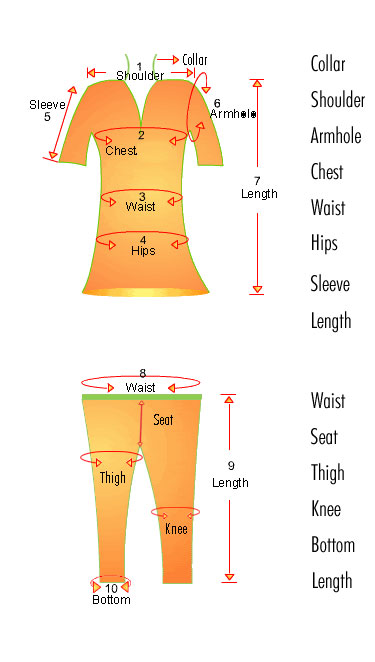 Collar
1
Shoulder
Sleeve
5
6
Armhole
2
Chest.
3
Waist
4
Hips
7
Length
Collar
Shoulder
Armhole
Chest
Waist
Hips
Sleeve
Length
8
Waist
Seat
Thigh
Knee
9
Length
10
Bottom
Waist
Seat
Thigh
Knee
Bottom
Length